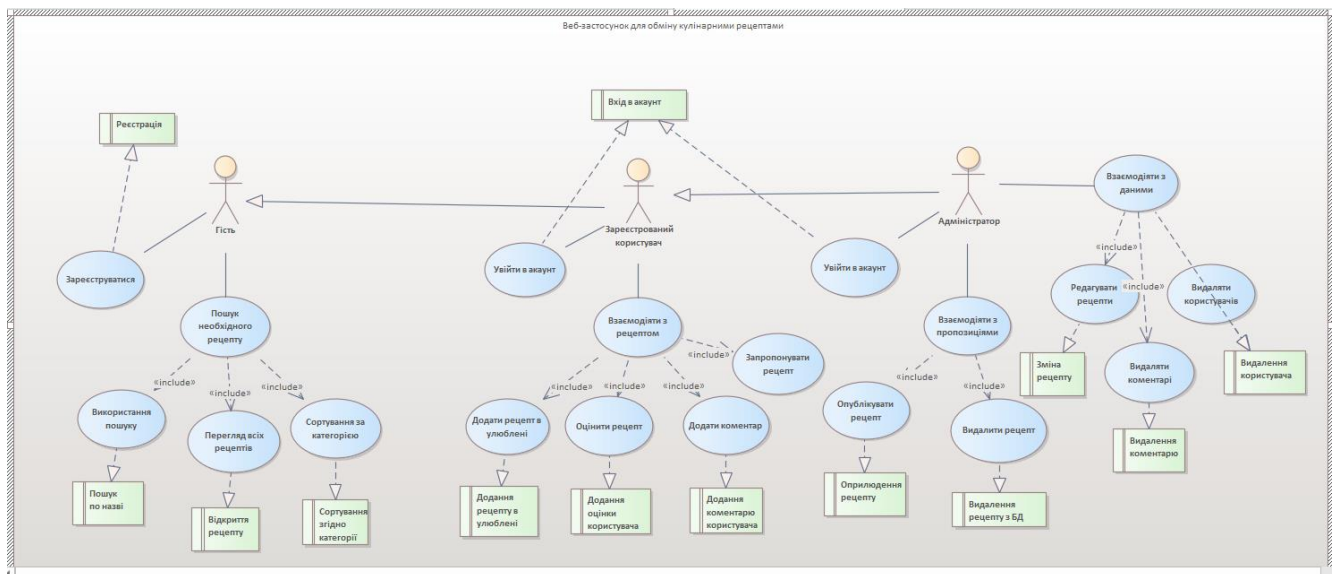 Веб-застосунок для обміну кулінарними рецептами
Вхід в акаунт
Реєстрація
Взаємодіяти з
даними
Гість
Зареєстрований
користувач
Адміністратор
Зареєструватися
Увійти в акаунт
Увійти в акаунт
«include»
«include»
Редагувати
рецепти
Видаляти
користувачів
Пошук
необхідного
рецепту
Взаємодіяти з
рецептом
Взаємодіяти з
пропозиціями
«include»
Запропонувати
рецепт
Зміна
рецепту
Видаляти
коментарі
Видалення
користувача
«include»
«include»
«include»
«include»
«include»
«include»
«include»
«include»
Використання
пошуку
Перегляд всіх
рецептів
Сортування за
категорією
Додати рецепт в
улюблені
Оцінити рецепт
Додати коментар
Опублікувати
рецепт
Видалити рецепт
Видалення
коментарю
Пошук
по назві
Відкриття
рецепту
Сортування
згідно
категорії
Додання
рецепту в
улюблені
Додання
оцінки
користувача
Додання
коментарю
користувача
Оприлюдення
рецепту
Видалення
рецепту з БД